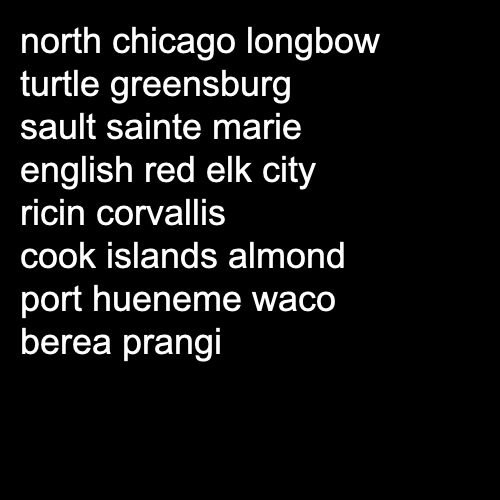 north chicago longbow
turtle greensburg
sault sainte marie
english red elk city
ricin corvallis
cook islands almond
port hueneme waco
berea prangi